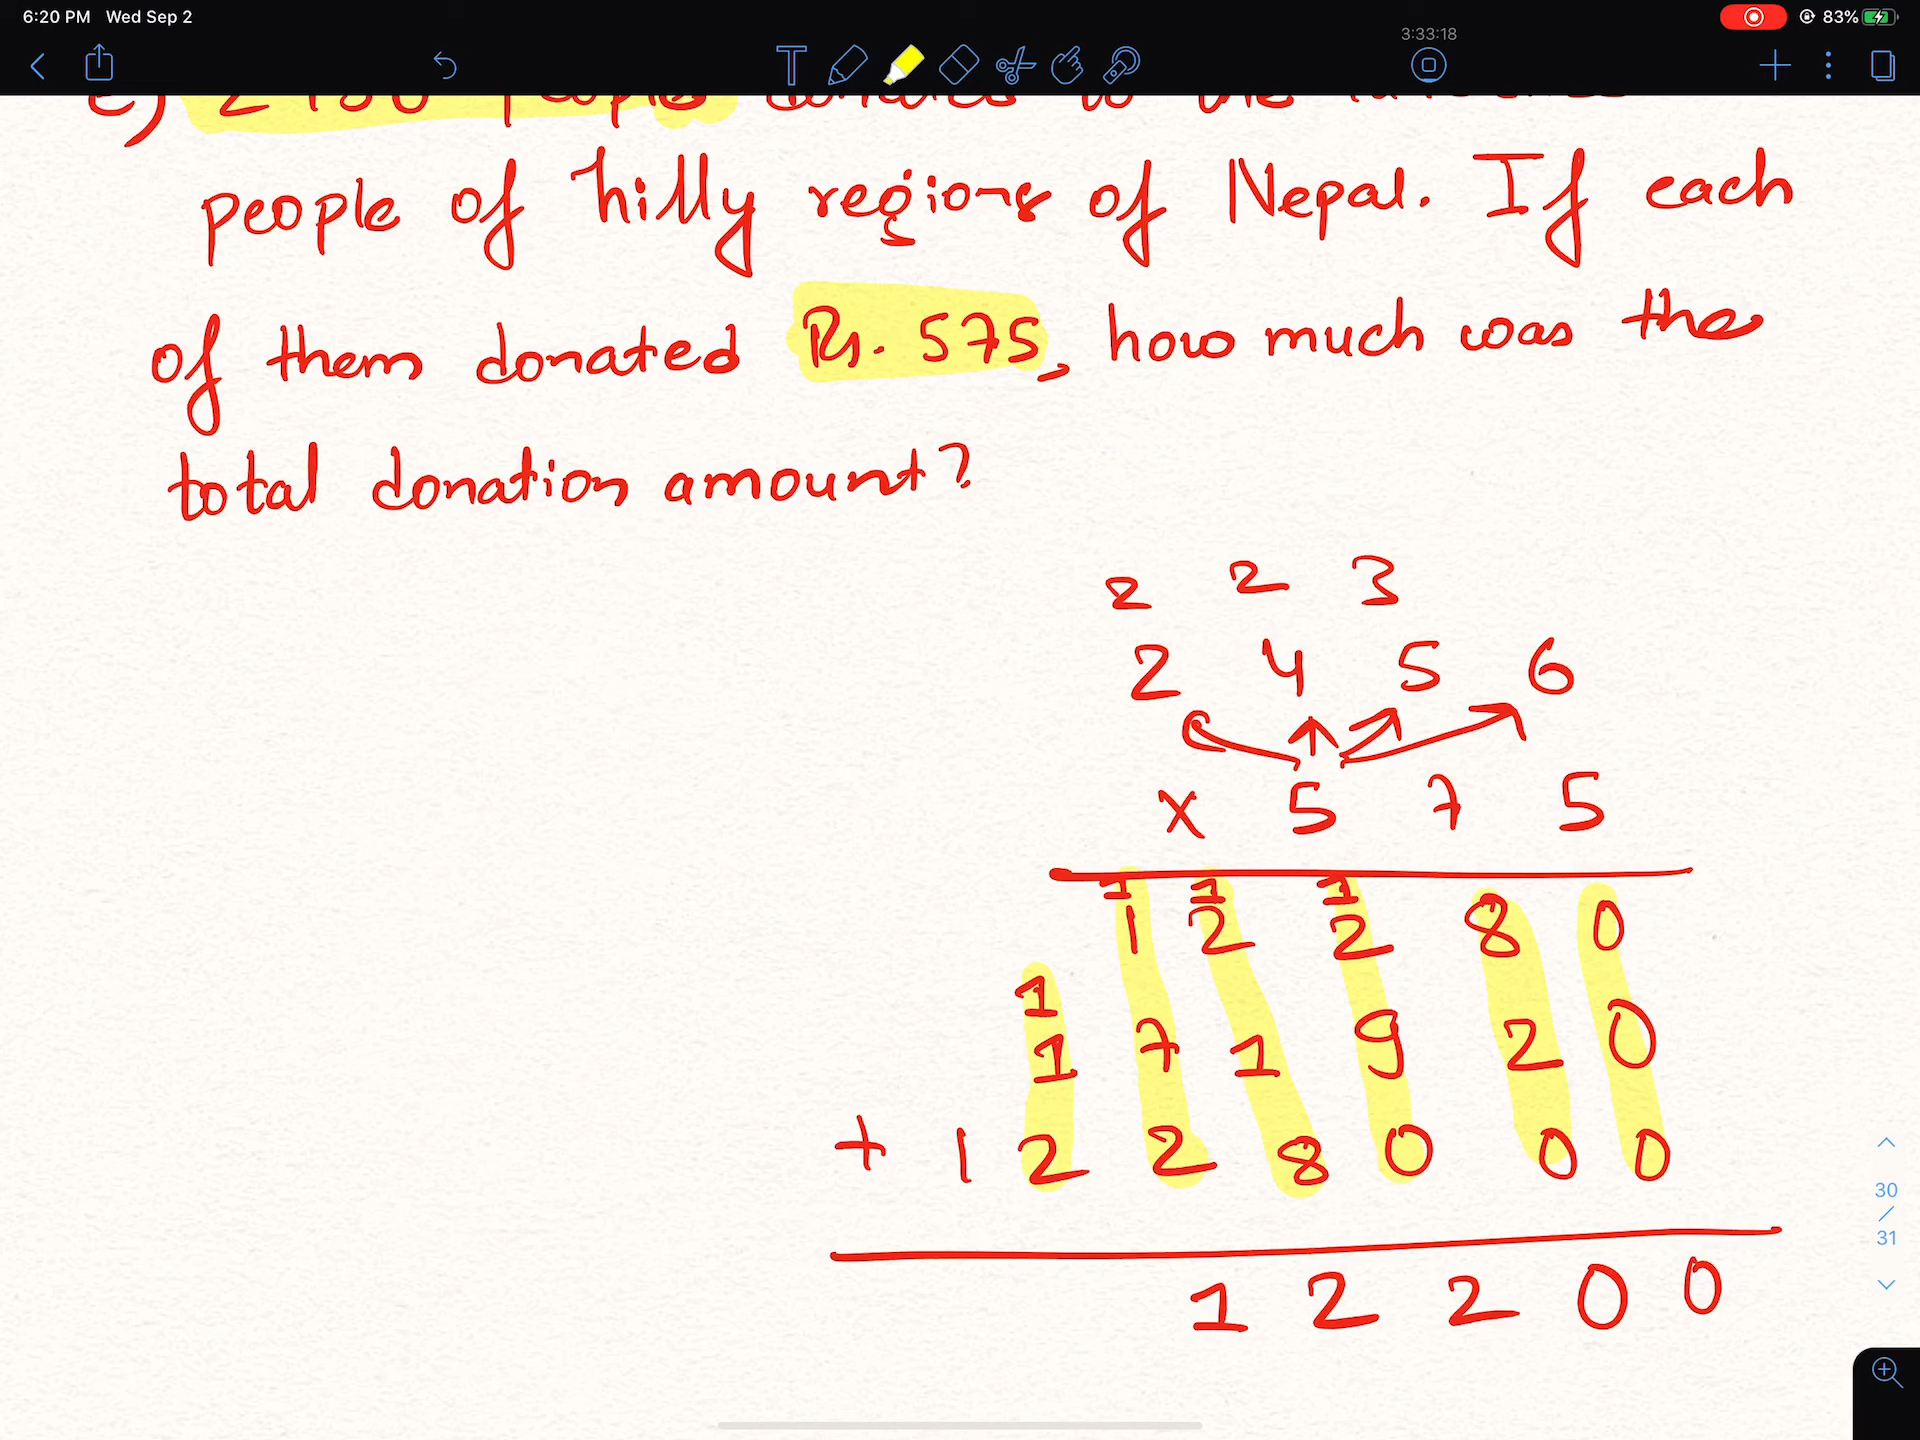 6:20 PM Wed Sep 2
83%
3:33:18
people
people of hilly regions of Nepal. If each
of them donated Rs. 575, how much was the
total donation amount?
2 2 3
2 4 5 6
x 5 7 5
1 1 1
1 2 2 8 0
1
1 7 1 9 2 0
+ 1 2 2 8 0 0 0
1 2 2 0 0
30
/
31